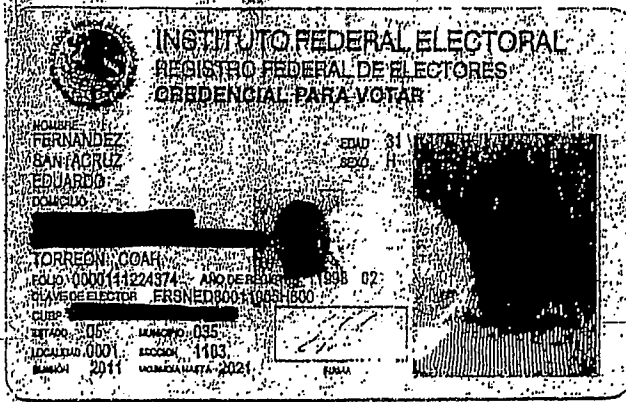 INSTITUTO FEDERAL ELECTORAL
REGISTRO FEDERAL DE ELECTORES
CREDENCIAL PARA VOTAR
NOMBRE
FERNANDEZ
EDUARDO
EDAD 31
SEXO H
DOMICILIO
TORREON, COAH.
FOLIO 0000111224374 AÑO DE 1998 02
CLAVE DE ELECTOR
CURP
ESTADO 05 MUNICIPIO 035
LOCALIDAD 0001 SECCION 1103
EMISIÓN 2011 VIGENCIA HASTA 2021
FIRMA